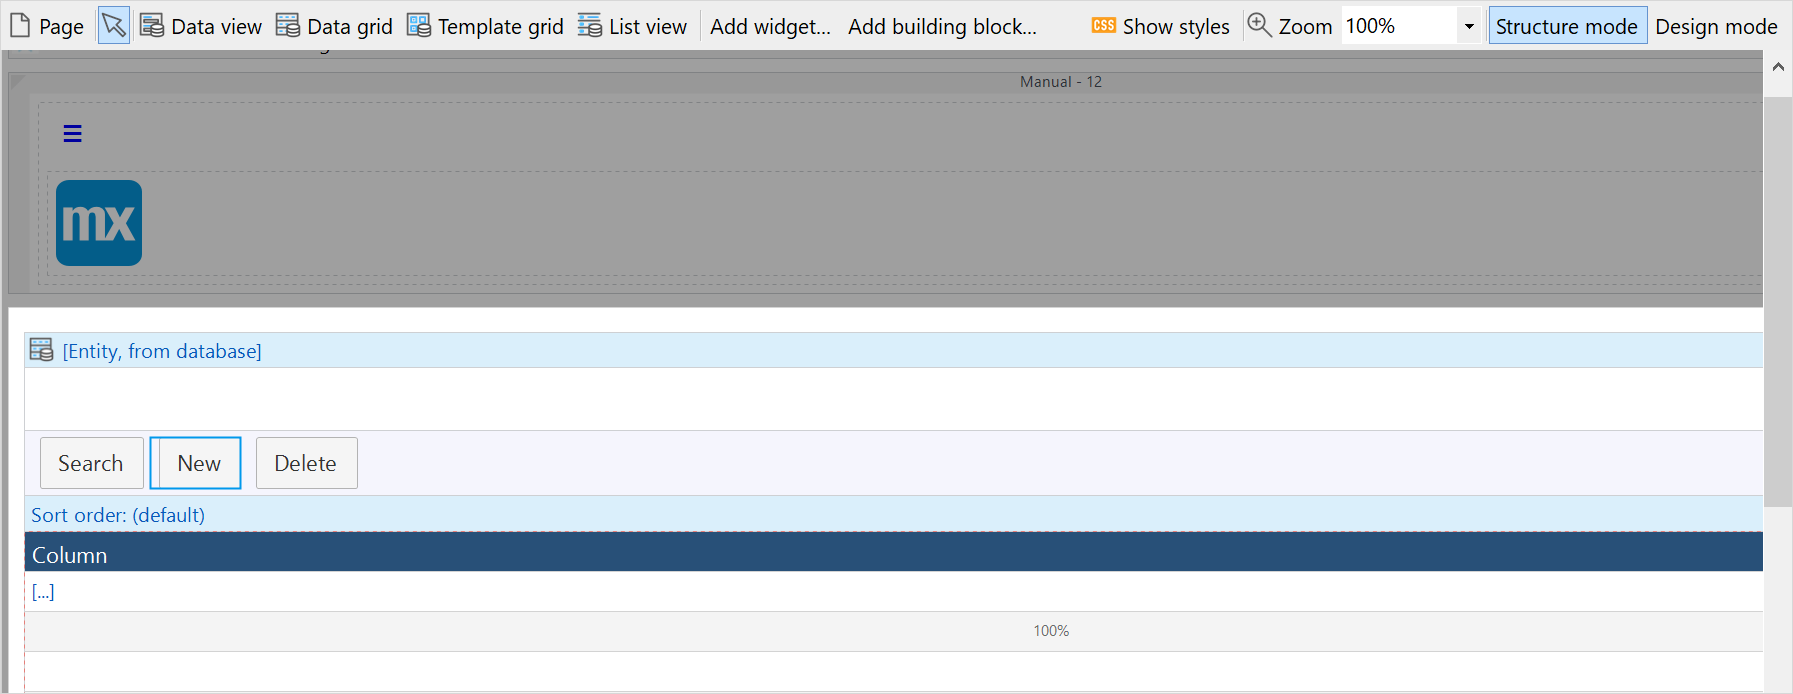 Page Data view Data grid Template grid List view Add widget... Add building block... CSS Show styles Zoom 100% Structure mode Design mode
Manual - 12
mx
[Entity, from database]
Search New Delete
Sort order: (default)
Column
[...]
100%